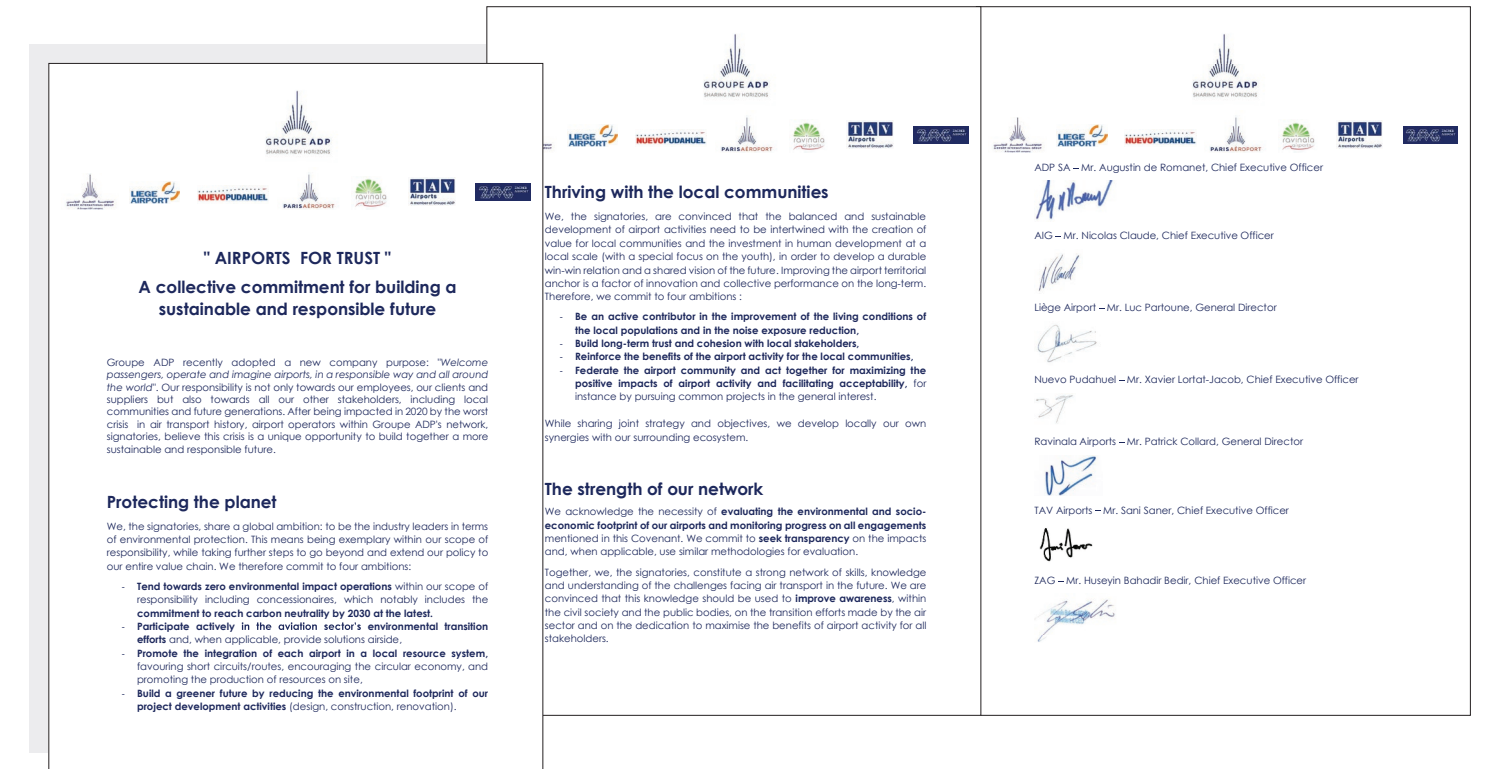 GROUPE ADP
SHARING NEW HORIZONS
LIEGE
AIRPORT
NUEVOPUDAHUEL
PARISAÉROPORT
ravinala
airports
TAV
Airports
A member of Groupe ADP
ZAG ZAGREB
AIRPORT
" AIRPORTS FOR TRUST "
A collective commitment for building a
sustainable and responsible future
Groupe ADP recently adopted a new company purpose: "Welcome
passengers, operate and imagine airports, in a responsible way and all around
the world". Our responsibility is not only towards our employees, our clients and
suppliers but also towards all our other stakeholders, including local
communities and future generations. After being impacted in 2020 by the worst
crisis in air transport history, airport operators within Groupe ADP's network,
signatories, believe this crisis is a unique opportunity to build together a more
sustainable and responsible future.
Protecting the planet
We, the signatories, share a global ambition: to be the industry leaders in terms
of environmental protection. This means being exemplary within our scope of
responsibility, while taking further steps to go beyond and extend our policy to
our entire value chain. We therefore commit to four ambitions:
- Tend towards zero environmental impact operations within our scope of
responsibility including concessionaires, which notably includes the
commitment to reach carbon neutrality by 2030 at the latest.
- Participate actively in the aviation sector's environmental transition
efforts and, when applicable, provide solutions airside,
- Promote the integration of each airport in a local resource system,
favouring short circuits/routes, encouraging the circular economy, and
promoting the production of resources on site,
- Build a greener future by reducing the environmental footprint of our
project development activities (design, construction, renovation).
GROUPE ADP
SHARING NEW HORIZONS
LIEGE
AIRPORT
NUEVOPUDAHUEL
PARISAÉROPORT
ravinala
airports
TAV
Airports
A member of Groupe ADP
ZAG ZAGREB
AIRPORT
Thriving with the local communities
We, the signatories, are convinced that the balanced and sustainable
development of airport activities need to be intertwined with the creation of
value for local communities and the investment in human development at a
local scale (with a special focus on the youth), in order to develop a durable
win-win relation and a shared vision of the future. Improving the airport territorial
anchor is a factor of innovation and collective performance on the long-term.
Therefore, we commit to four ambitions :
- Be an active contributor in the improvement of the living conditions of
the local populations and in the noise exposure reduction,
- Build long-term trust and cohesion with local stakeholders,
- Reinforce the benefits of the airport activity for the local communities,
- Federate the airport community and act together for maximizing the
positive impacts of airport activity and facilitating acceptability, for
instance by pursuing common projects in the general interest.
While sharing joint strategy and objectives, we develop locally our own
synergies with our surrounding ecosystem.
The strength of our network
We acknowledge the necessity of evaluating the environmental and socio-
economic footprint of our airports and monitoring progress on all engagements
mentioned in this Covenant. We commit to seek transparency on the impacts
and, when applicable, use similar methodologies for evaluation.
Together, we, the signatories, constitute a strong network of skills, knowledge
and understanding of the challenges facing air transport in the future. We are
convinced that this knowledge should be used to improve awareness, within
the civil society and the public bodies, on the transition efforts made by the air
sector and on the dedication to maximise the benefits of airport activity for all
stakeholders.
GROUPE ADP
SHARING NEW HORIZONS
LIEGE
AIRPORT
NUEVOPUDAHUEL
PARISAÉROPORT
ravinala
airports
TAV
Airports
A member of Groupe ADP
ZAG ZAGREB
AIRPORT
ADP SA – Mr. Augustin de Romanet, Chief Executive Officer
AIG – Mr. Nicolas Claude, Chief Executive Officer
Liège Airport – Mr. Luc Partoune, General Director
Nuevo Pudahuel – Mr. Xavier Lortat-Jacob, Chief Executive Officer
Ravinala Airports – Mr. Patrick Collard, General Director
TAV Airports – Mr. Sani Saner, Chief Executive Officer
ZAG – Mr. Huseyin Bahadir Bedir, Chief Executive Officer